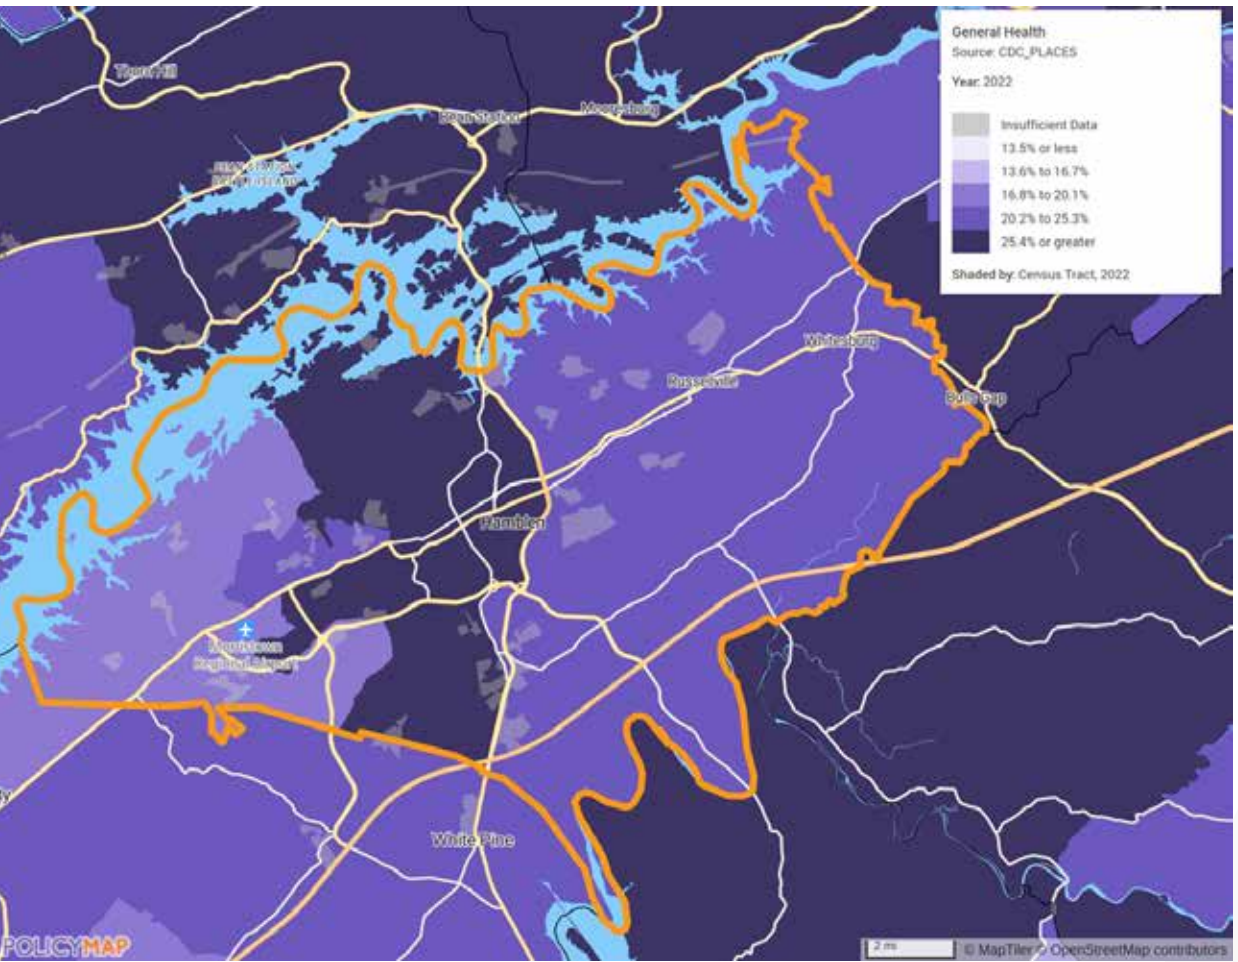 General Health
Source: CDC_PLACES
Year: 2022
Insufficient Data
13.5% or less
13.6% to 16.7%
16.8% to 20.1%
20.2% to 25.3%
25.4% or greater
Shaded by: Census Tract, 2022
Thorn Hill
Bean Station
Mooresburg
Whitesburg
Russellville
Bulls Gap
Hamblen
Morristown
Regional Airport
White Pine
POLICYMAP
2 mi
© MapTiler © OpenStreetMap contributors